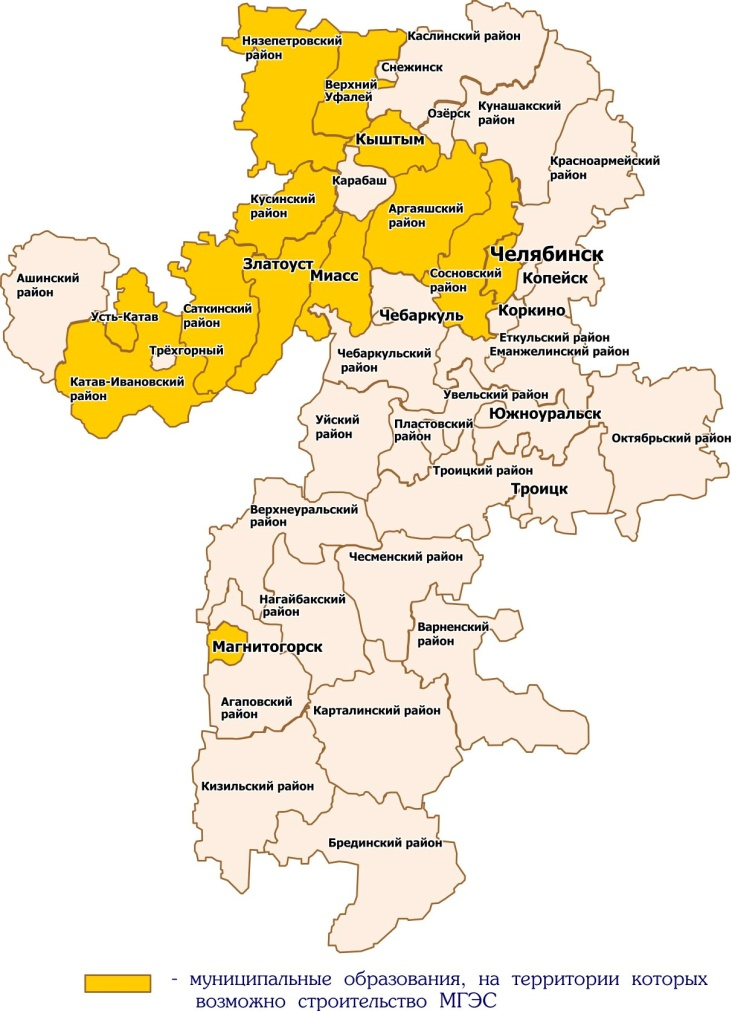 Каслинский район
Нязепетровский
район
Снежинск
Верхний
Уфалей
Озёрск
Кунашакский
район
Кыштым
Красноармейский
район
Карабаш
Кусинский
район
Аргаяшский
район
Челябинск
Златоуст
Миасс
Сосновский
район
Копейск
Ашинский
район
Усть-Катав
Саткинский
район
Чебаркуль
Коркино
Еткульский район
Еманжелинский район
Трёхгорный
Чебаркульский
район
Катав-Ивановский
район
Увельский район
Южноуральск
Уйский
район
Пластовский
район
Октябрьский район
Троицкий район
Троицк
Верхнеуральский
район
Чесменский район
Нагайбакский
район
Варненский
район
Магнитогорск
Агаповский
район
Карталинский район
Кизильский район
Брединский район
- муниципальные образования, на территории которых
возможно строительство МГЭС